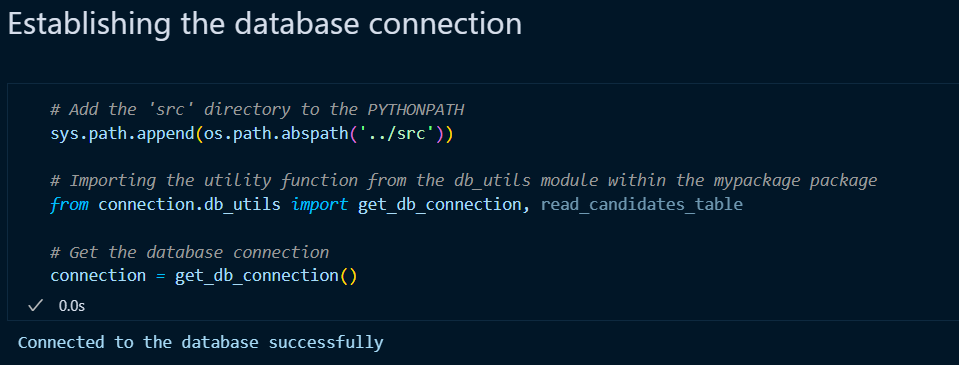 Establishing the database connection
# Add the 'src' directory to the PYTHONPATH
sys.path.append(os.path.abspath('../src'))
# Importing the utility function from the db_utils module within the mypackage package
from connection.db_utils import get_db_connection, read_candidates_table
# Get the database connection
connection = get_db_connection()
✓ 0.0s
Connected to the database successfully